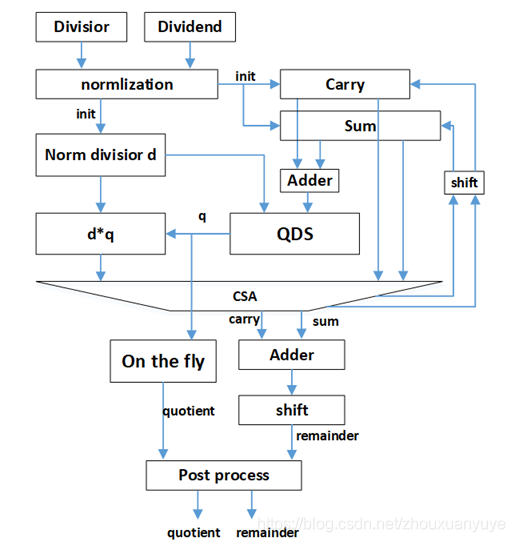 Divisior
Dividend
normlization
init
Carry
init
Sum
Norm divisior d
Adder
shift
q
d*q
QDS
CSA
carry
sum
On the fly
Adder
quotient
shift
remainder
Post process
quotient
remainder
https://blog.csdn.net/zhouxuanyuye